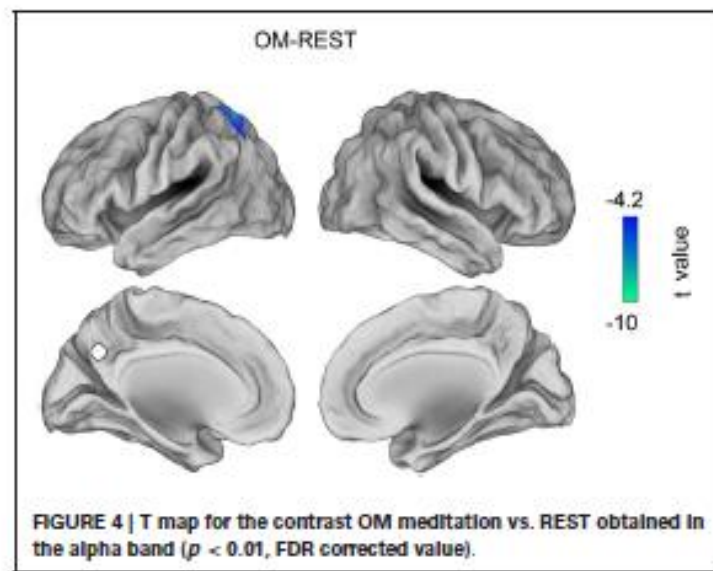 OM-REST
-4.2
t value
-10
FIGURE 4 | T map for the contrast OM meditation vs. REST obtained in
the alpha band (p < 0.01, FDR corrected value).